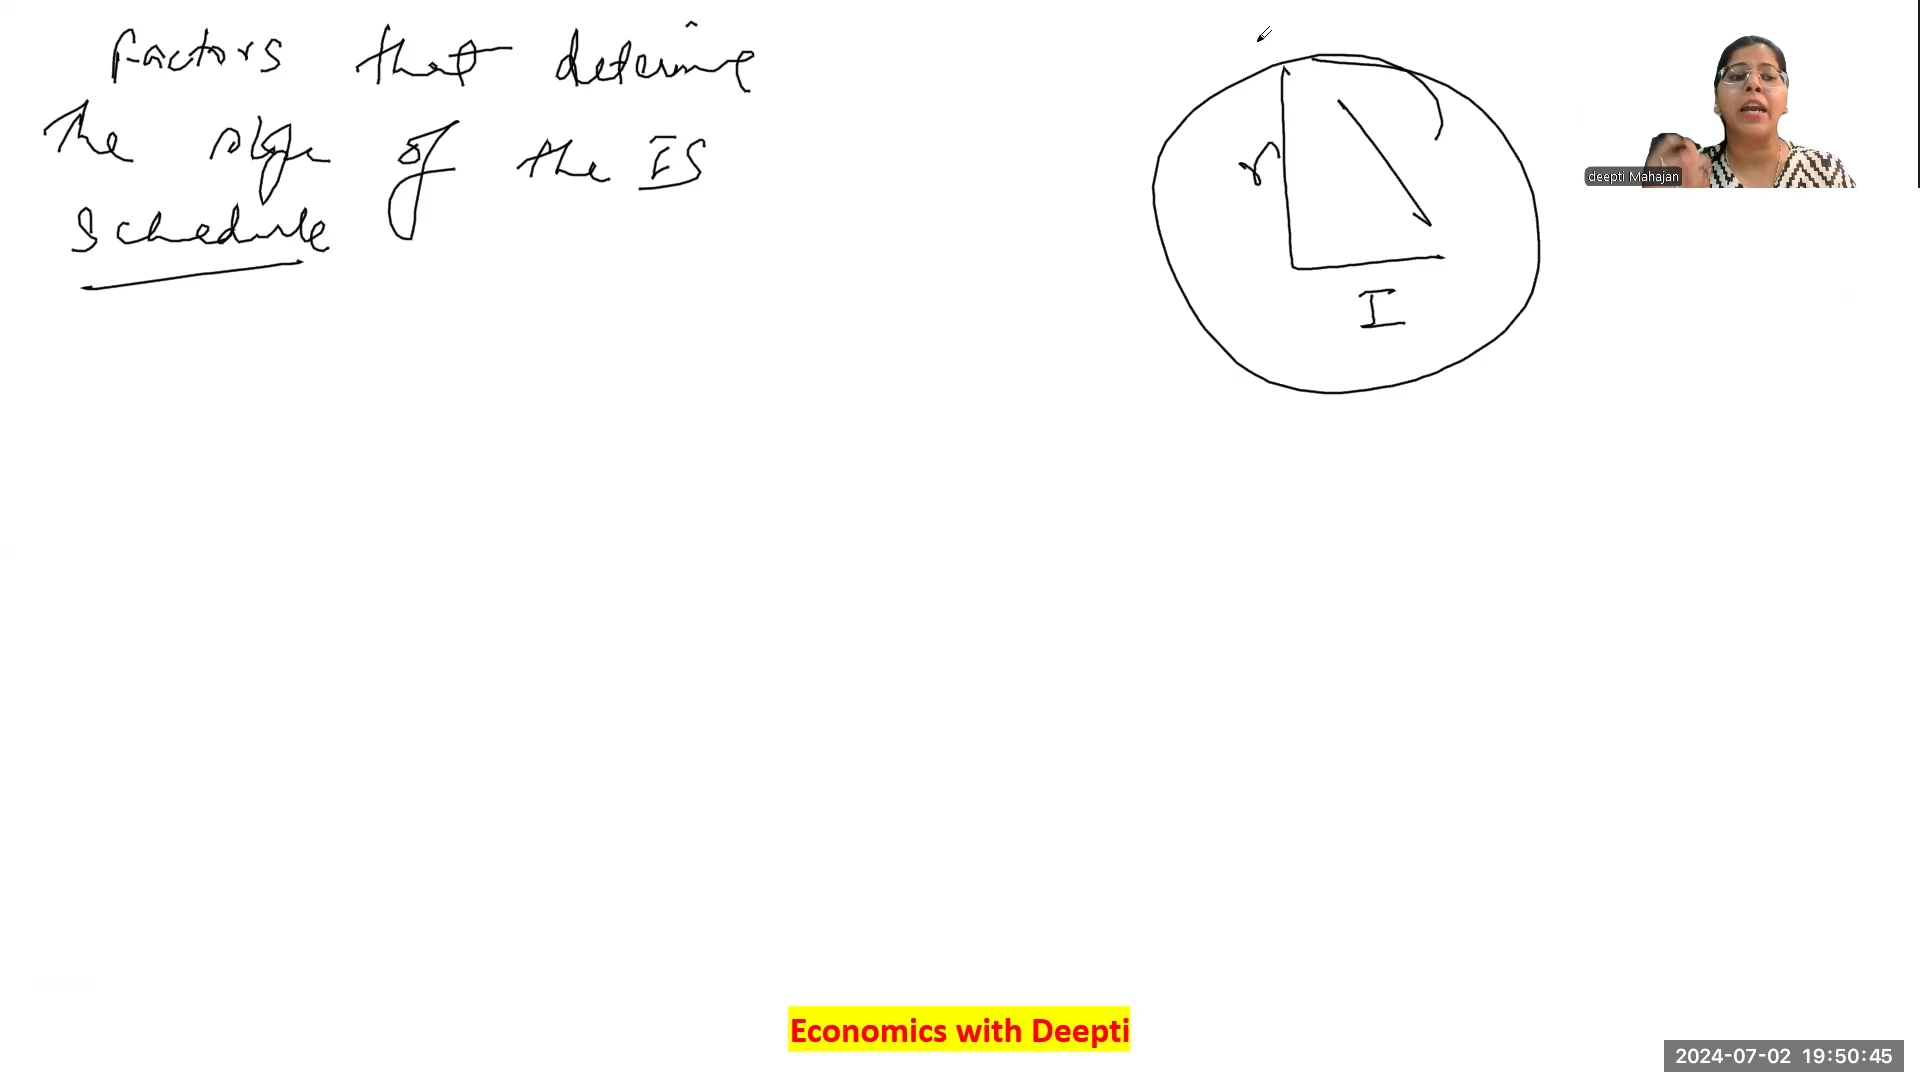 factors that determine
the slope of the IS
schedule
r
I
deepti Mahajan
Economics with Deepti
2024-07-02 19:50:45